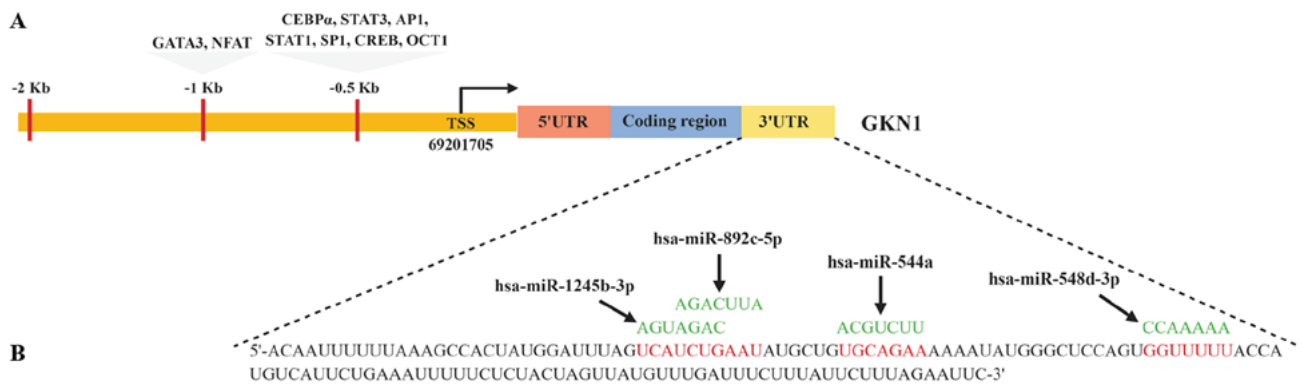 A
CEBPα, STAT3, AP1,
GATA3, NFAT
STAT1, SP1, CREB, OCT1
-2 Kb
-1 Kb
-0.5 Kb
TSS
5'UTR
Coding region
3'UTR
GKN1
69201705
hsa-miR-892c-5p
hsa-miR-544a
hsa-miR-1245b-3p
hsa-miR-548d-3p
AGACUUA
AGUAGAC
ACGUCUU
CCAAAAA
B
5'-ACAAUUUUUUAAAGCCACUAUGGAUUUAGUCAUCUGAAUAUGCUGUGCAGAAAAAAUAUGGGCUCCAGUGGUUUUUACCA
UGUCAUUCUGAAAUUUUUCUCUACUAGUUAUGUUUGAUUUCUUUAUUCUUUAGAAUUC-3'